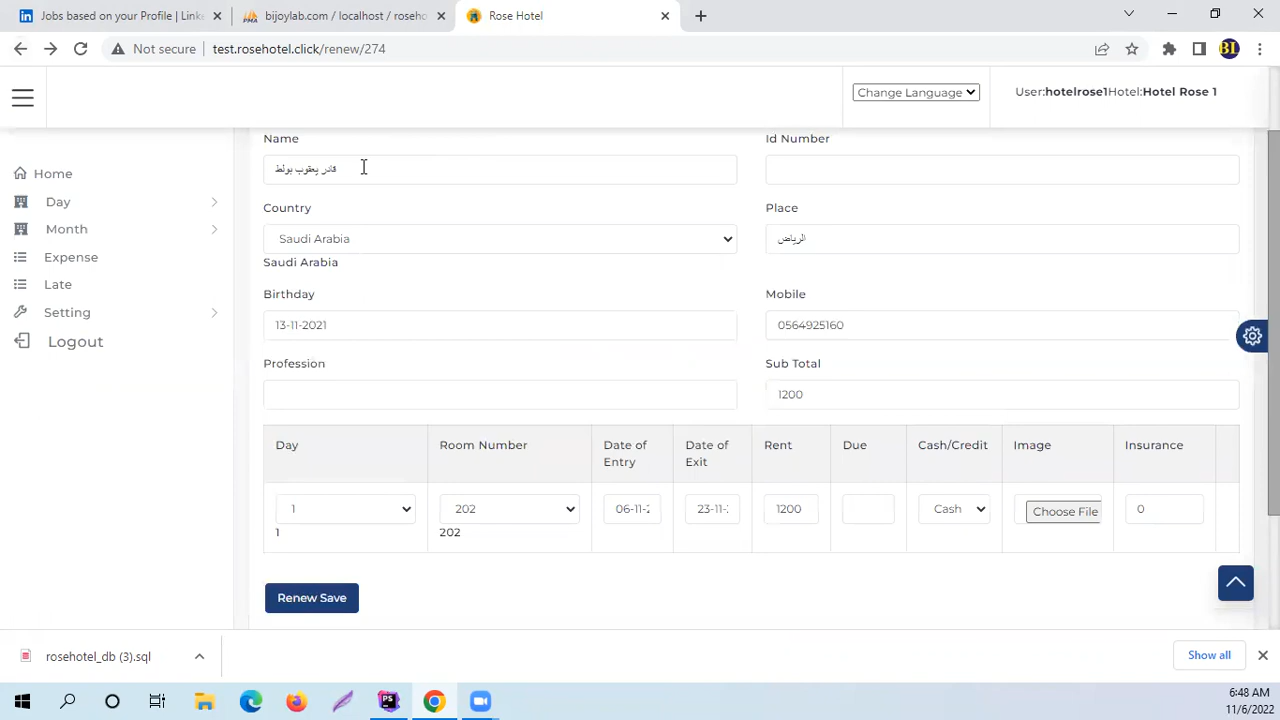 Jobs based on your Profile | Linke
bijoylab.com / localhost / roseho
Rose Hotel
Not secure
test.rosehotel.click/renew/274
Change Language
User:hotelrose1Hotel:Hotel Rose 1
Home
Day
Month
Expense
Late
Setting
Logout
Name
Id Number
قادر يعقوب بولط
Country
Place
Saudi Arabia
الرياض
Saudi Arabia
Birthday
Mobile
13-11-2021
0564925160
Profession
Sub Total
1200
Day
Room Number
Date of Entry
Date of Exit
Rent
Due
Cash/Credit
Image
Insurance
1
202
06-11-2
23-11-
1200
Cash
Choose File
0
1
202
Renew Save
rosehotel_db (3).sql
Show all
6:48 AM
11/6/2022